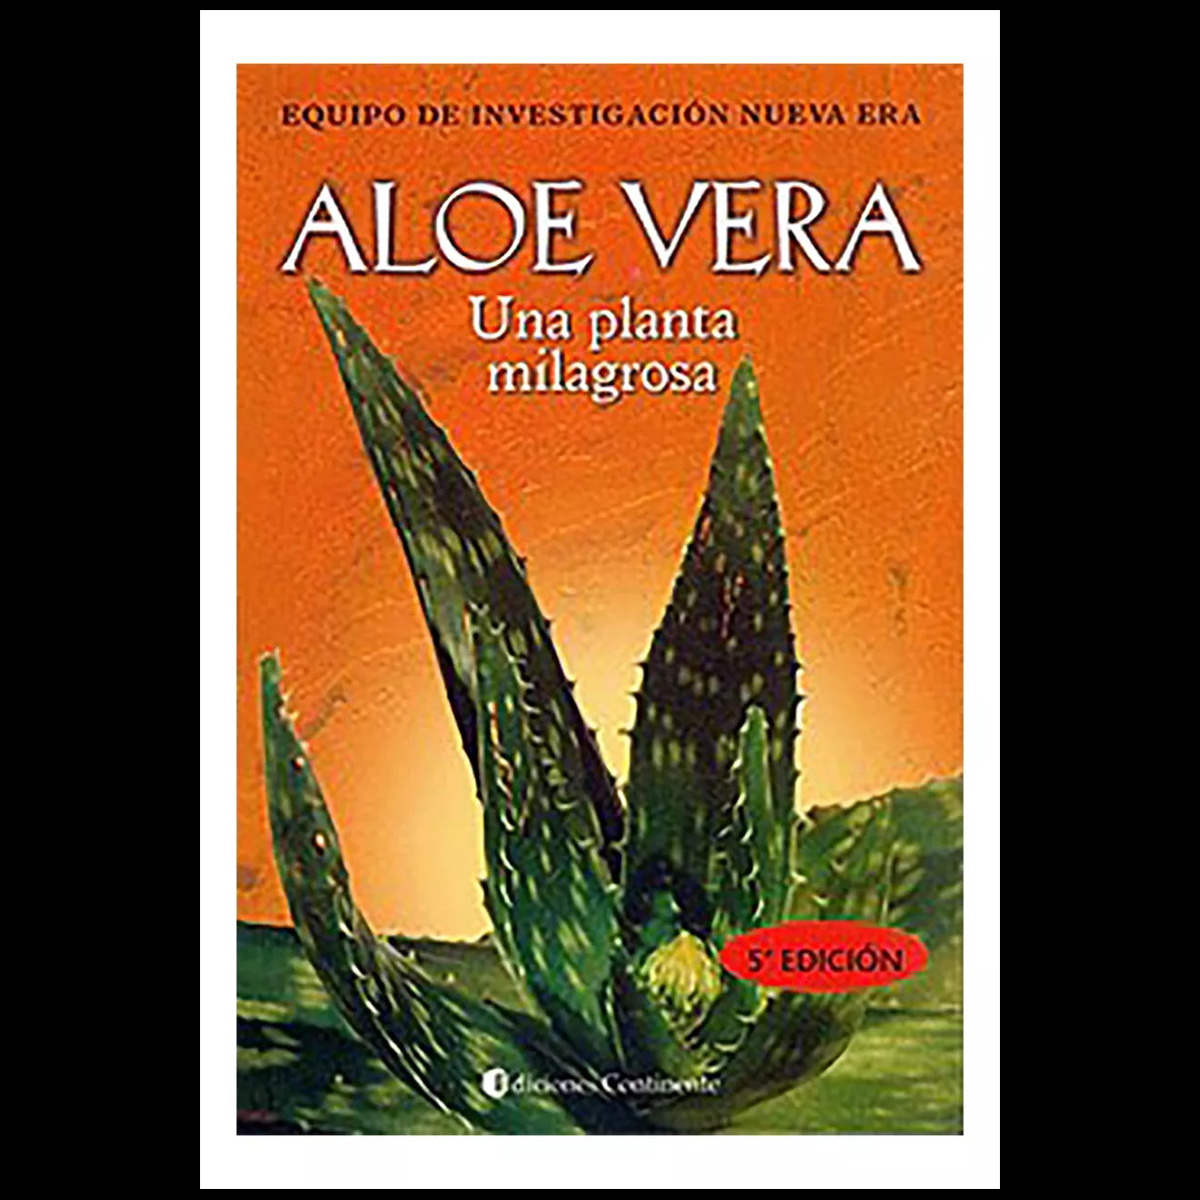 EQUIPO DE INVESTIGACIÓN NUEVA ERA
ALOE VERA
Una planta
milagrosa
5ª EDICIÓN
Ediciones Continente